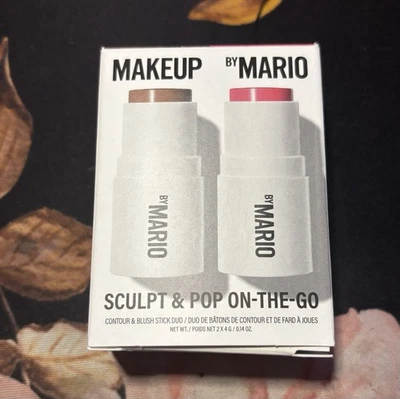 MAKEUP BY MARIO
BY MARIO
BY MARIO
SCULPT & POP ON-THE-GO
CONTOUR & BLUSH STICK DUO / DUO DE BÂTONS DE CONTOUR ET DE FARD À JOUES
NET WT. / POIDS NET 2 X 4 G / 0.14 OZ.